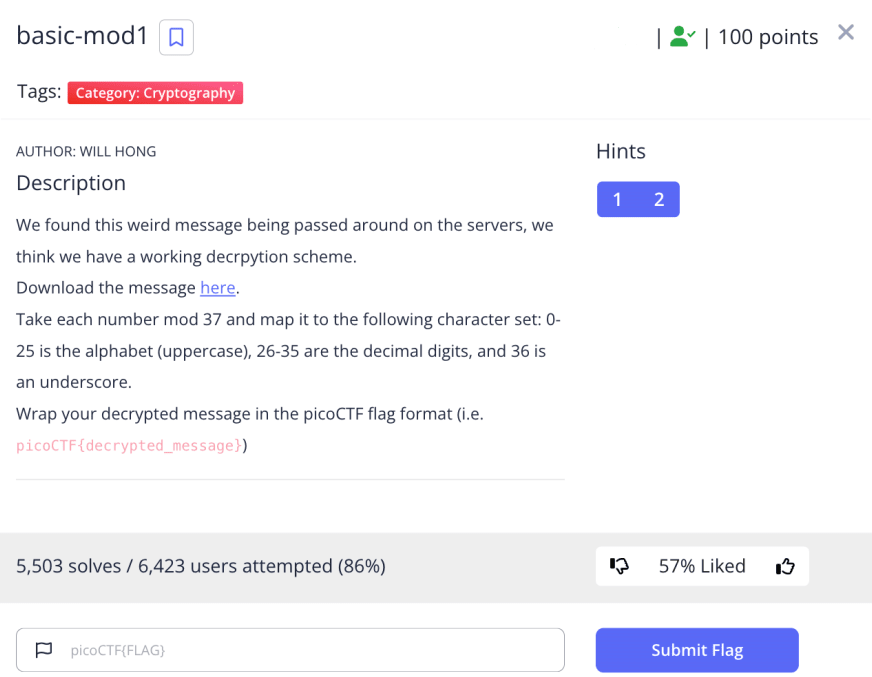 basic-mod1
| | 100 points
Tags: Category: Cryptography
AUTHOR: WILL HONG
Description
We found this weird message being passed around on the servers, we
think we have a working decrpytion scheme.
Download the message here.
Take each number mod 37 and map it to the following character set: 0-
25 is the alphabet (uppercase), 26-35 are the decimal digits, and 36 is
an underscore.
Wrap your decrypted message in the picoCTF flag format (i.e.
picoCTF{decrypted_message})
Hints
1 2
5,503 solves / 6,423 users attempted (86%)
57% Liked
picoCTF{FLAG}
Submit Flag